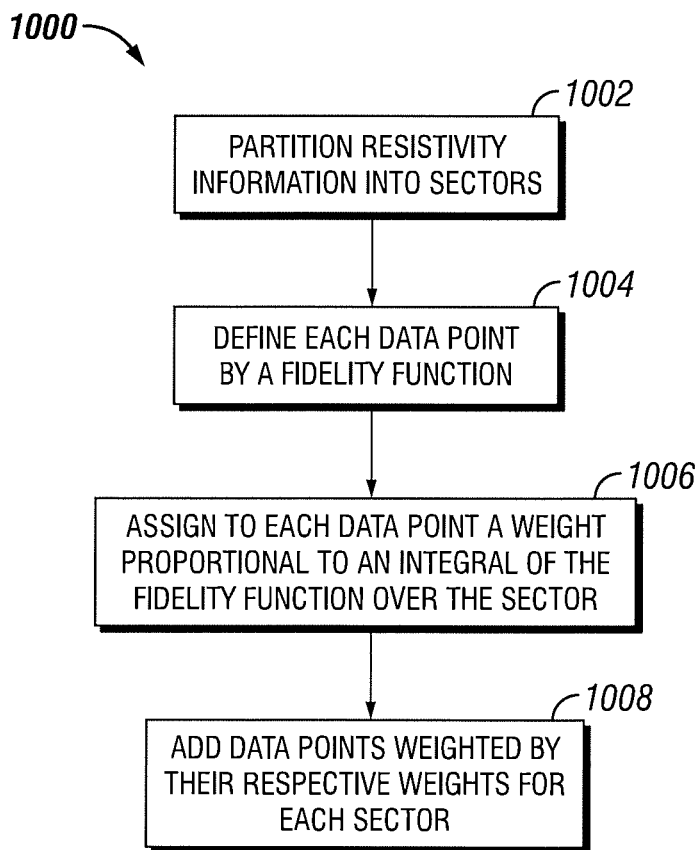 1000
1002
PARTITION RESISTIVITY
INFORMATION INTO SECTORS
1004
DEFINE EACH DATA POINT
BY A FIDELITY FUNCTION
1006
ASSIGN TO EACH DATA POINT A WEIGHT
PROPORTIONAL TO AN INTEGRAL OF THE
FIDELITY FUNCTION OVER THE SECTOR
1008
ADD DATA POINTS WEIGHTED BY
THEIR RESPECTIVE WEIGHTS FOR
EACH SECTOR